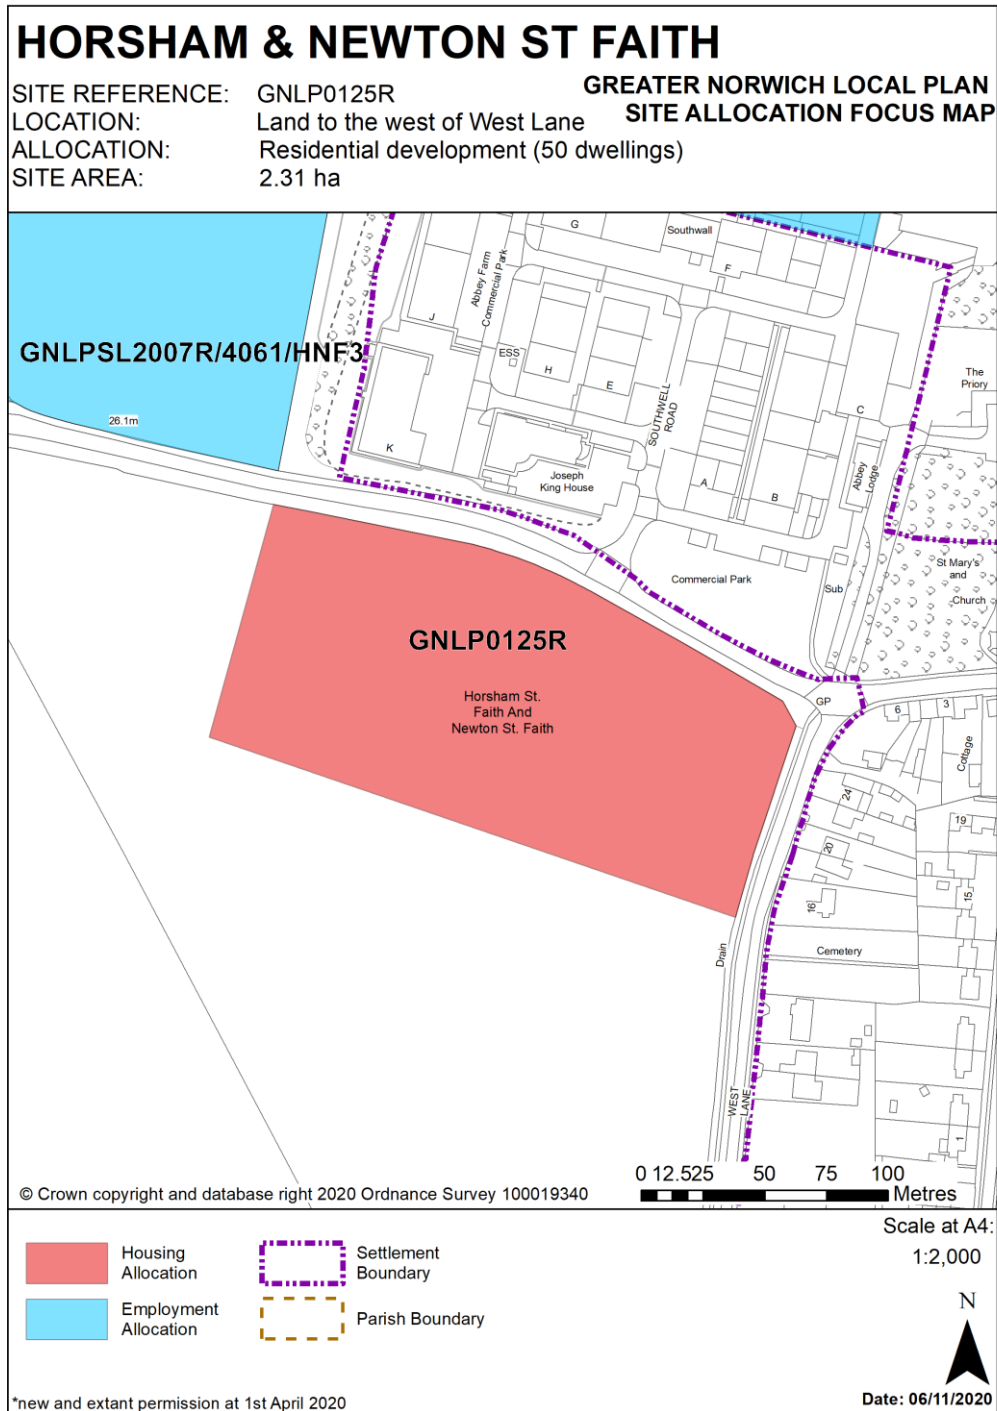 HORSHAM & NEWTON ST FAITH
SITE REFERENCE: GNLP0125R
LOCATION: Land to the west of West Lane
ALLOCATION: Residential development (50 dwellings)
SITE AREA: 2.31 ha
GREATER NORWICH LOCAL PLAN
SITE ALLOCATION FOCUS MAP
G
Southwall
F
Abbey Farm
Commercial Park
J
GNLPSL2007R/4061/HNF3
ESS
H
E
The
Priory
26.1m
SOUTHWELL
ROAD
C
K
Joseph
King House
A
B
Abbey
Lodge
St Mary's
and
Church
Commercial Park
Sub
GNLP0125R
Horsham St.
Faith And
Newton St. Faith
GP
6
3
Cottage
24
19
20
16
15
Drain
Cemetery
WEST
LANE
1
0 12.525 50 75 100
Metres
© Crown copyright and database right 2020 Ordnance Survey 100019340
Housing
Allocation
Settlement
Boundary
Employment
Allocation
Parish Boundary
Scale at A4:
1:2,000
N
*new and extant permission at 1st April 2020
Date: 06/11/2020